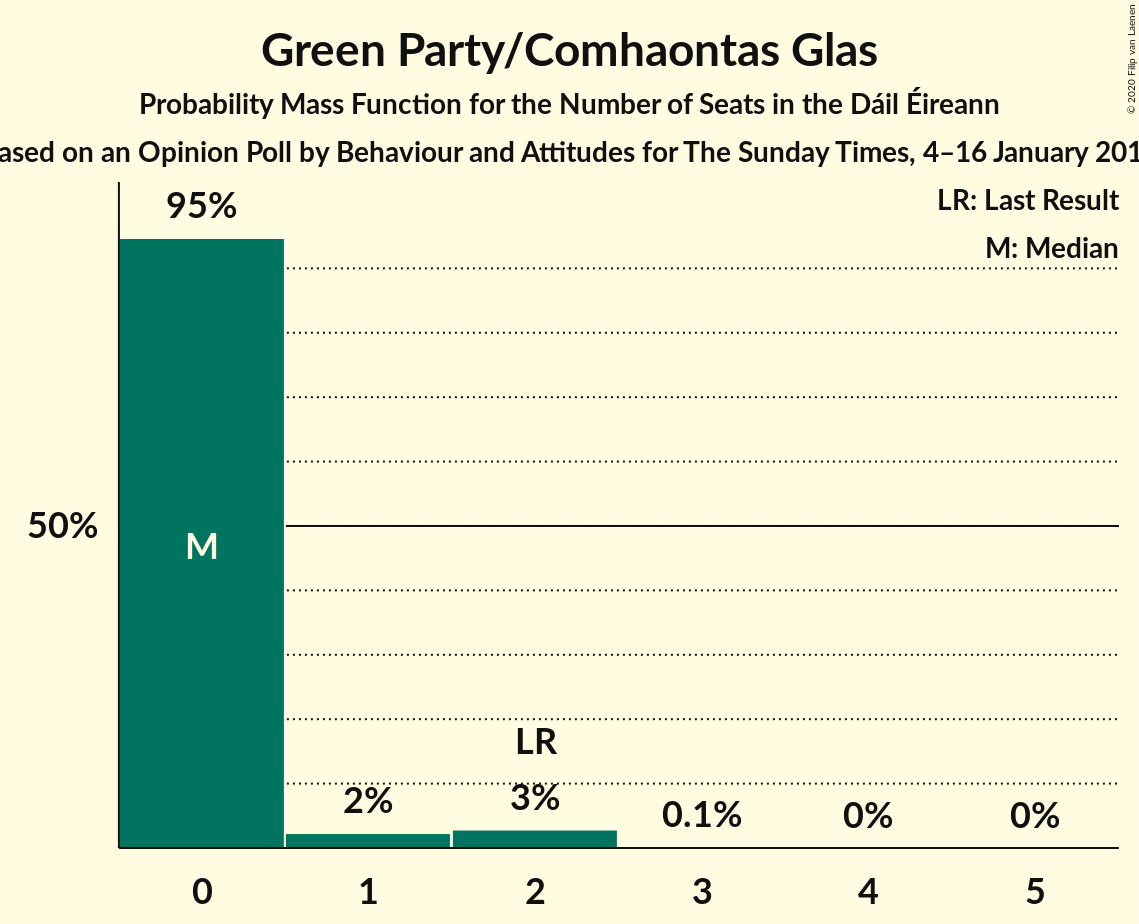 © 2020 Filip van Laenen
Green Party/Comhaontas Glas
Probability Mass Function for the Number of Seats in the Dáil Éireann
ased on an Opinion Poll by Behaviour and Attitudes for The Sunday Times, 4–16 January 201
LR: Last Result
M: Median
95%
50%
M
LR
2%
3%
0.1%
0%
0%
0
1
2
3
4
5